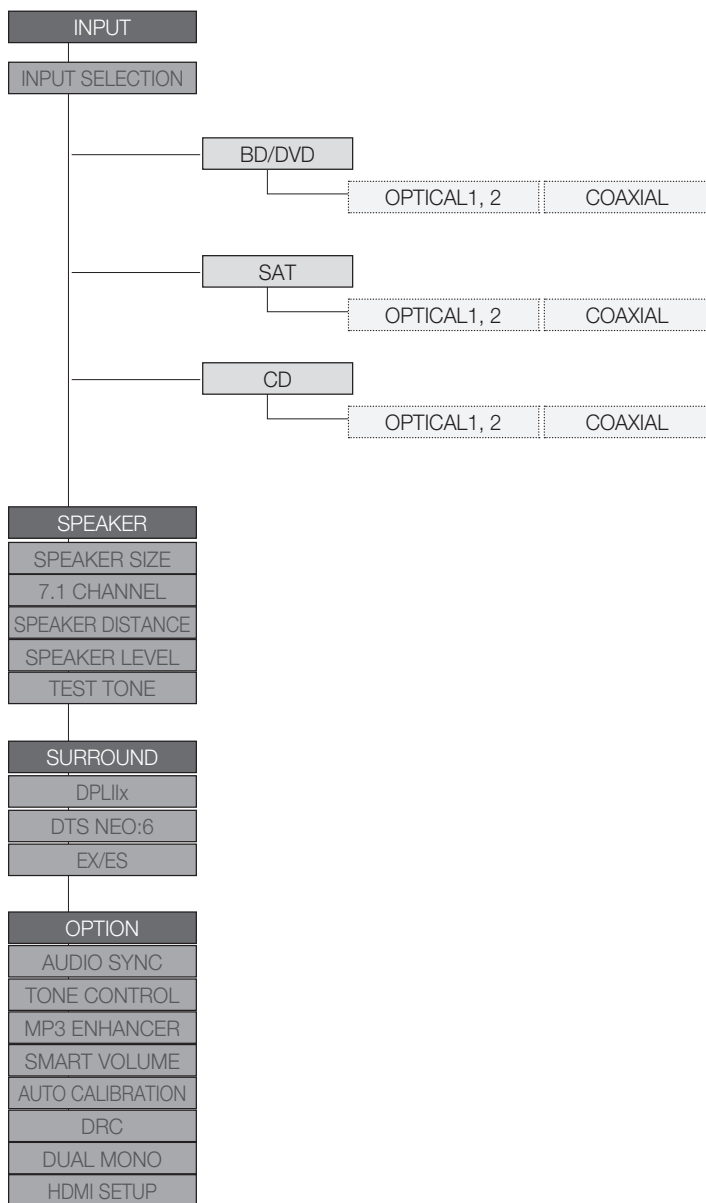 INPUT
INPUT SELECTION
BD/DVD
OPTICAL1, 2 COAXIAL
SAT
OPTICAL1, 2 COAXIAL
CD
OPTICAL1, 2 COAXIAL
SPEAKER
SPEAKER SIZE
7.1 CHANNEL
SPEAKER DISTANCE
SPEAKER LEVEL
TEST TONE
SURROUND
DPLIIx
DTS NEO:6
EX/ES
OPTION
AUDIO SYNC
TONE CONTROL
MP3 ENHANCER
SMART VOLUME
AUTO CALIBRATION
DRC
DUAL MONO
HDMI SETUP